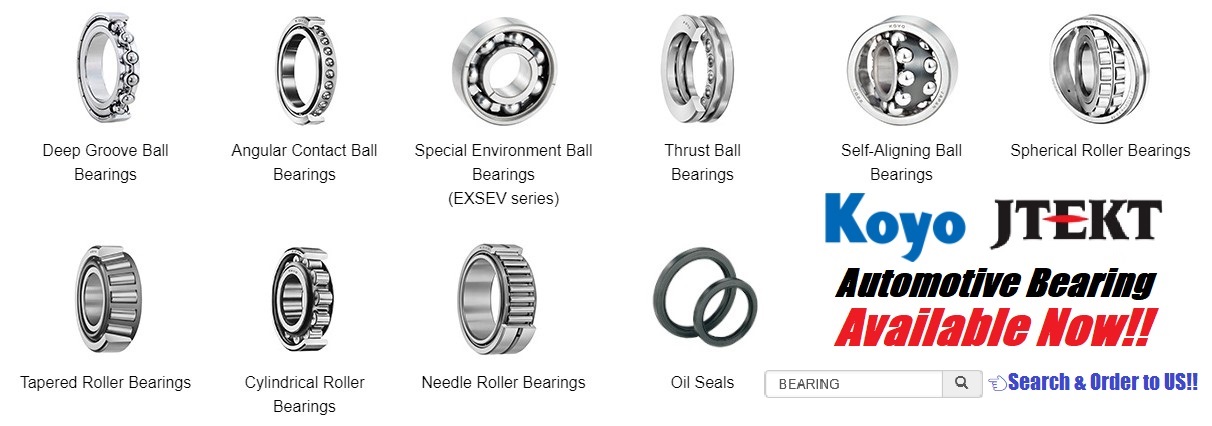 Deep Groove Ball
Bearings
Angular Contact Ball
Bearings
Special Environment Ball
Bearings
(EXSEV series)
Thrust Ball
Bearings
Self-Aligning Ball
Bearings
Spherical Roller Bearings
Koyo JTEKT
Automotive Bearing
Available Now!!
Tapered Roller Bearings
Cylindrical Roller
Bearings
Needle Roller Bearings
Oil Seals
BEARING
Search & Order to US!!